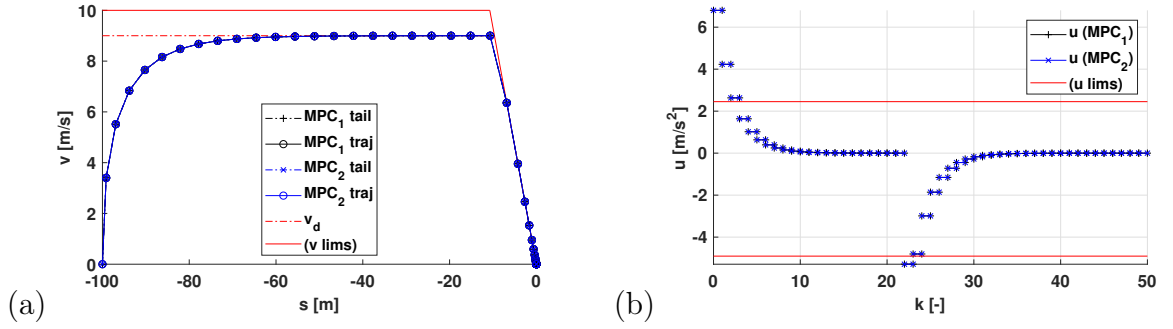 10
8
6
4
2
0
v [m/s]
-100
-80
-60
-40
-20
0
s [m]
MPC1 tail
MPC1 traj
MPC2 tail
MPC2 traj
vd
(v lims)
(a)
6
4
2
0
-2
-4
u [m/s2]
0
10
20
30
40
50
k [-]
u (MPC1)
u (MPC2)
(u lims)
(b)